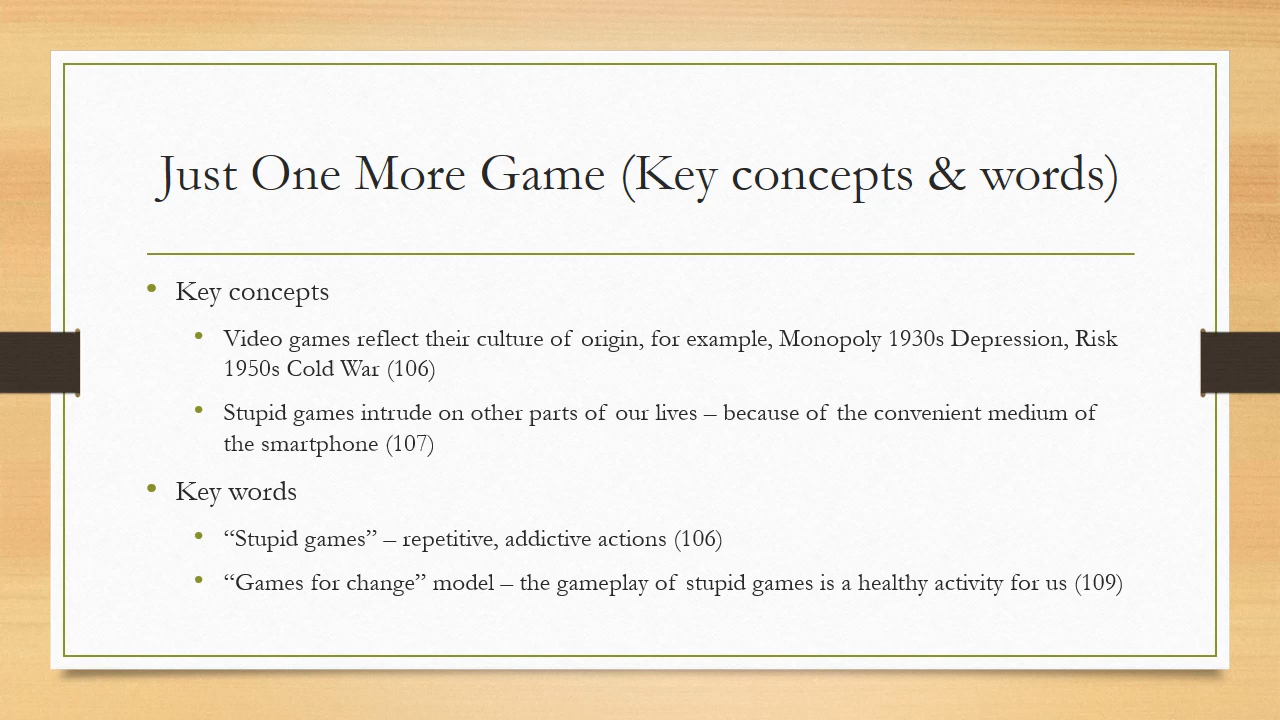 Just One More Game (Key concepts & words)
• Key concepts
• Video games reflect their culture of origin, for example, Monopoly 1930s Depression, Risk
1950s Cold War (106)
• Stupid games intrude on other parts of our lives – because of the convenient medium of
the smartphone (107)
• Key words
• “Stupid games” – repetitive, addictive actions (106)
• “Games for change” model – the gameplay of stupid games is a healthy activity for us (109)